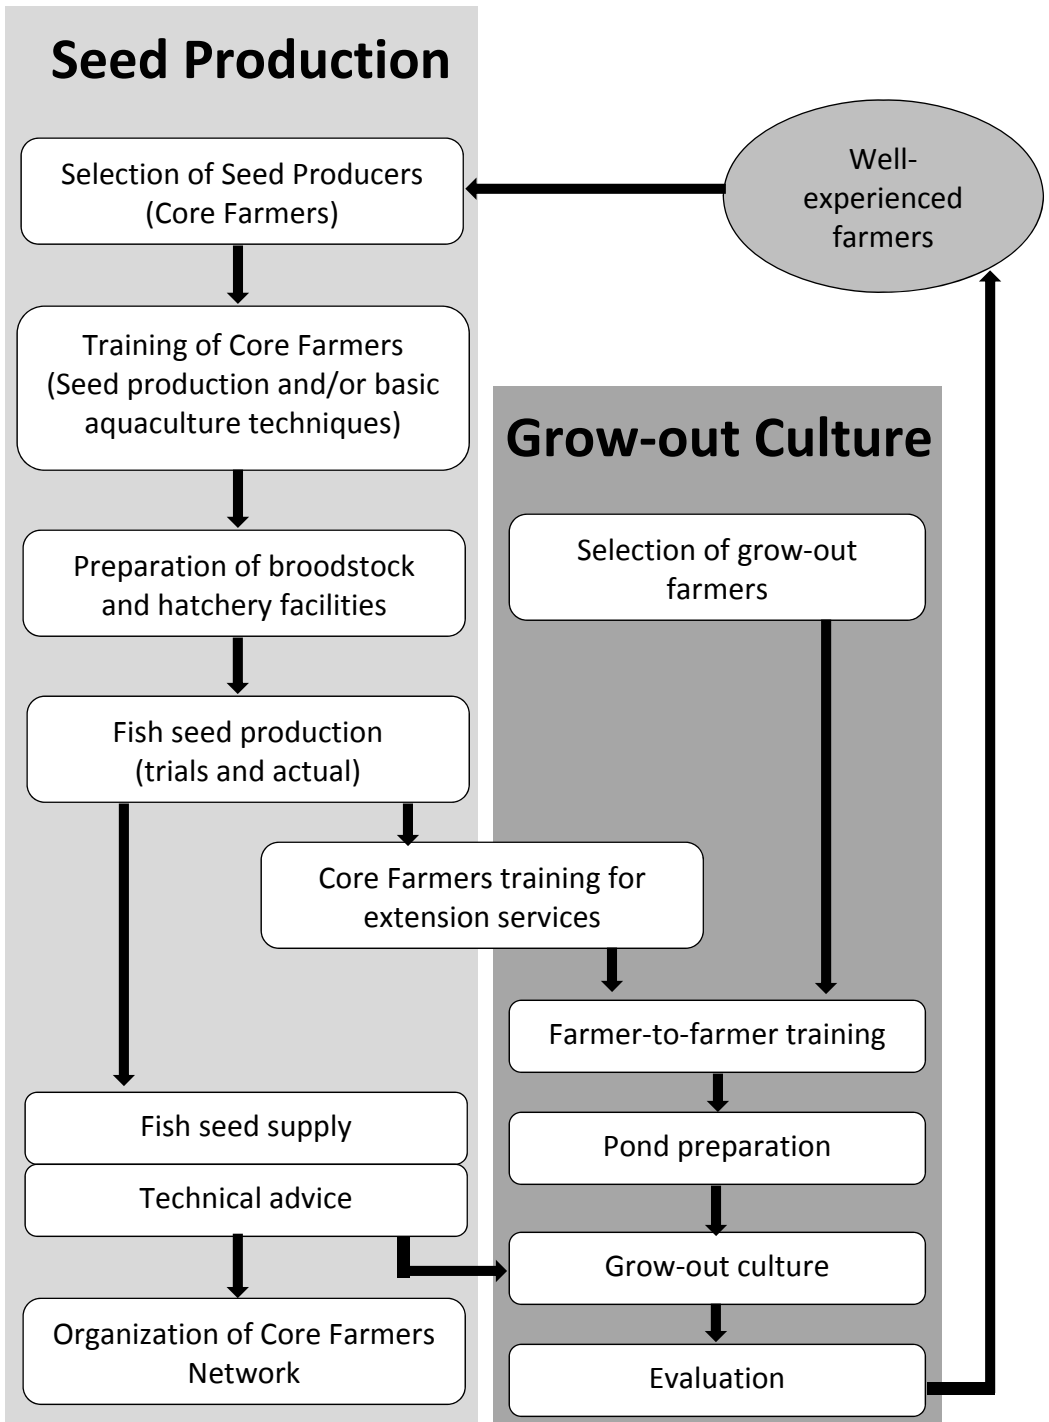 Seed Production
Selection of Seed Producers
(Core Farmers)
Training of Core Farmers
(Seed production and/or basic
aquaculture techniques)
Preparation of broodstock
and hatchery facilities
Fish seed production
(trials and actual)
Core Farmers training for
extension services
Fish seed supply
Technical advice
Organization of Core Farmers
Network
Well-
experienced
farmers
Grow-out Culture
Selection of grow-out
farmers
Farmer-to-farmer training
Pond preparation
Grow-out culture
Evaluation